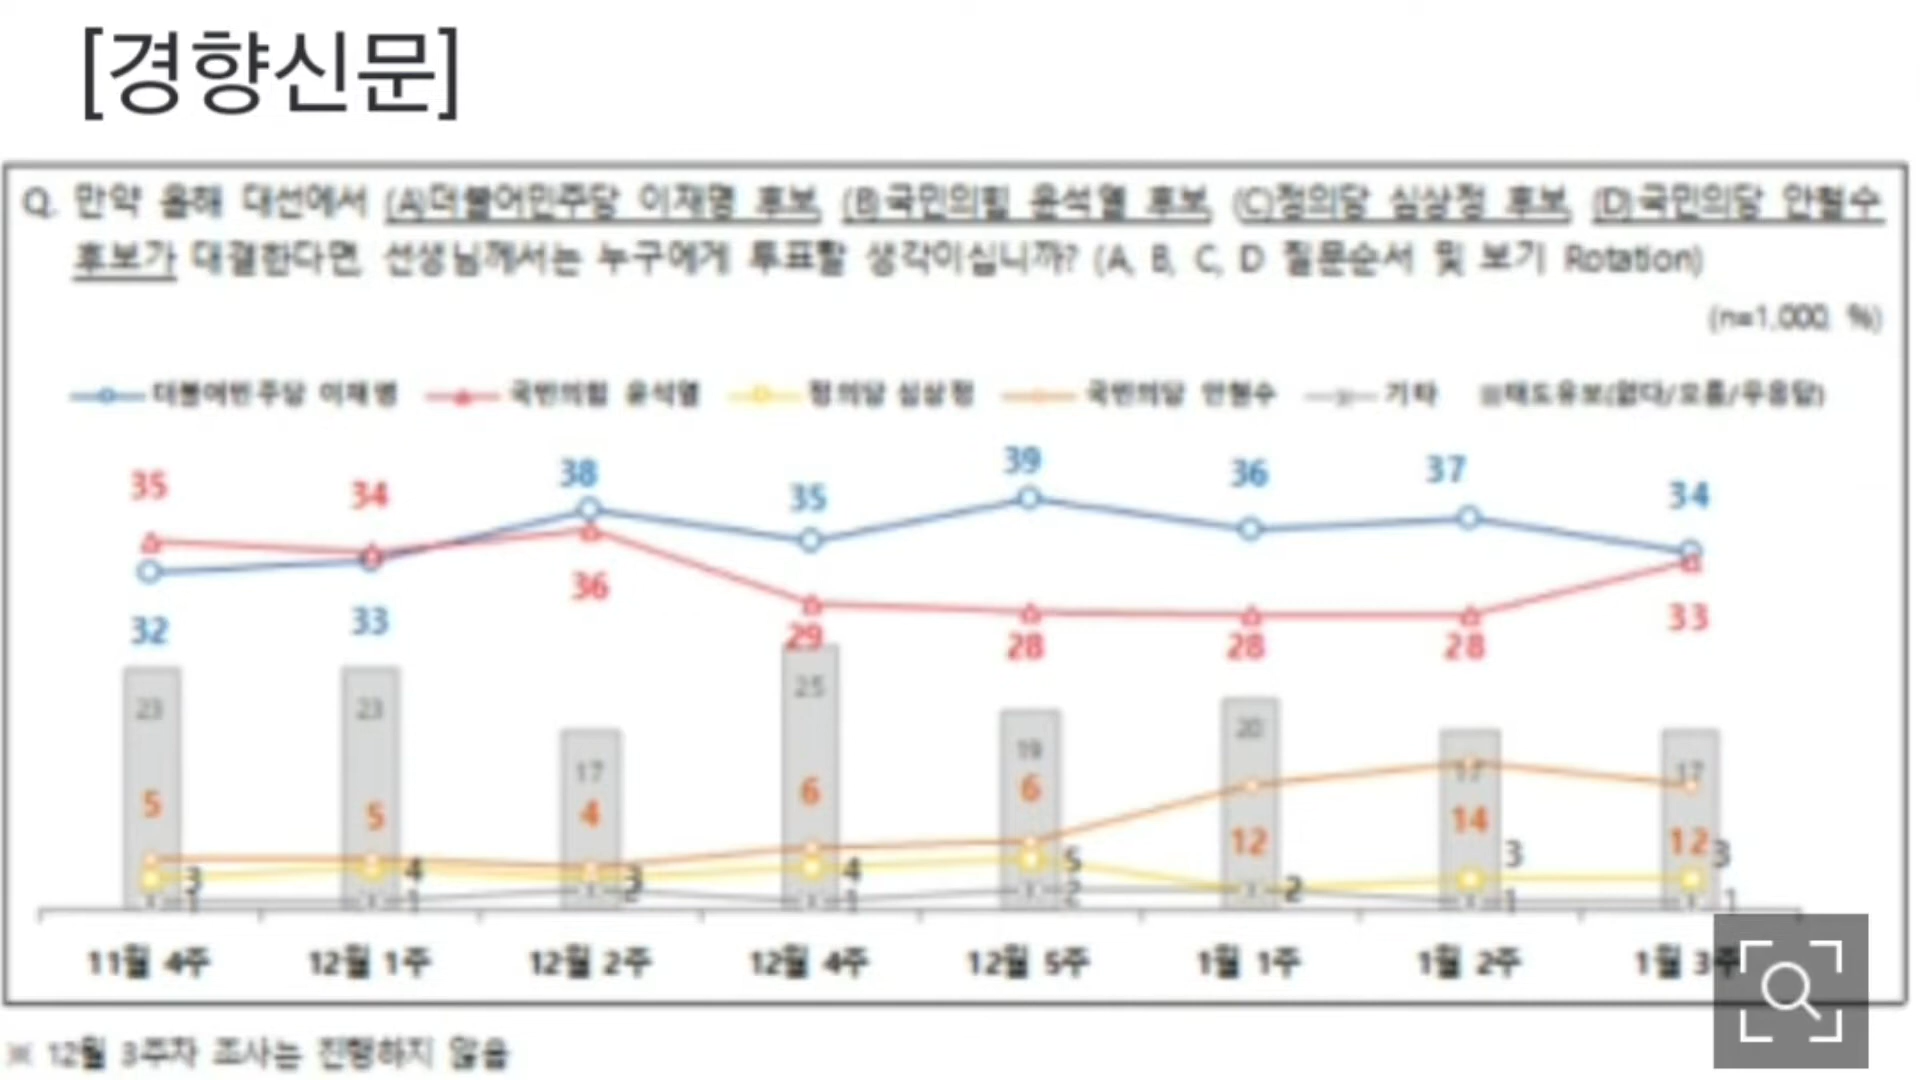 [경향신문]
Q. 만약 올해 대선에서 (A)더불어민주당 이재명 후보 (B)국민의힘 윤석열 후보 (C)정의당 심상정 후보 (D)국민의당 안철수
후보가 대결한다면, 선생님께서는 누구에게 투표할 생각이십니까? (A, B, C, D 질문순서 및 보기 Rotation)
(n=1,000, %)
더불어민주당 이재명 국민의힘 윤석열 정의당 심상정 국민의당 안철수 기타 태도유보(없다/모름/무응답)
35 34 38 35 39 36 37 34
32 33 36 29 28 28 28 33
23 23 17 25 19 20 17 17
5 5 4 6 6 12 14 12
3 4 3 4 5 2 3 3
1 1 2 1 2 2 1 1
11월 4주 12월 1주 12월 2주 12월 4주 12월 5주 1월 1주 1월 2주 1월 3주
※ 12월 3주차 조사는 진행하지 않음